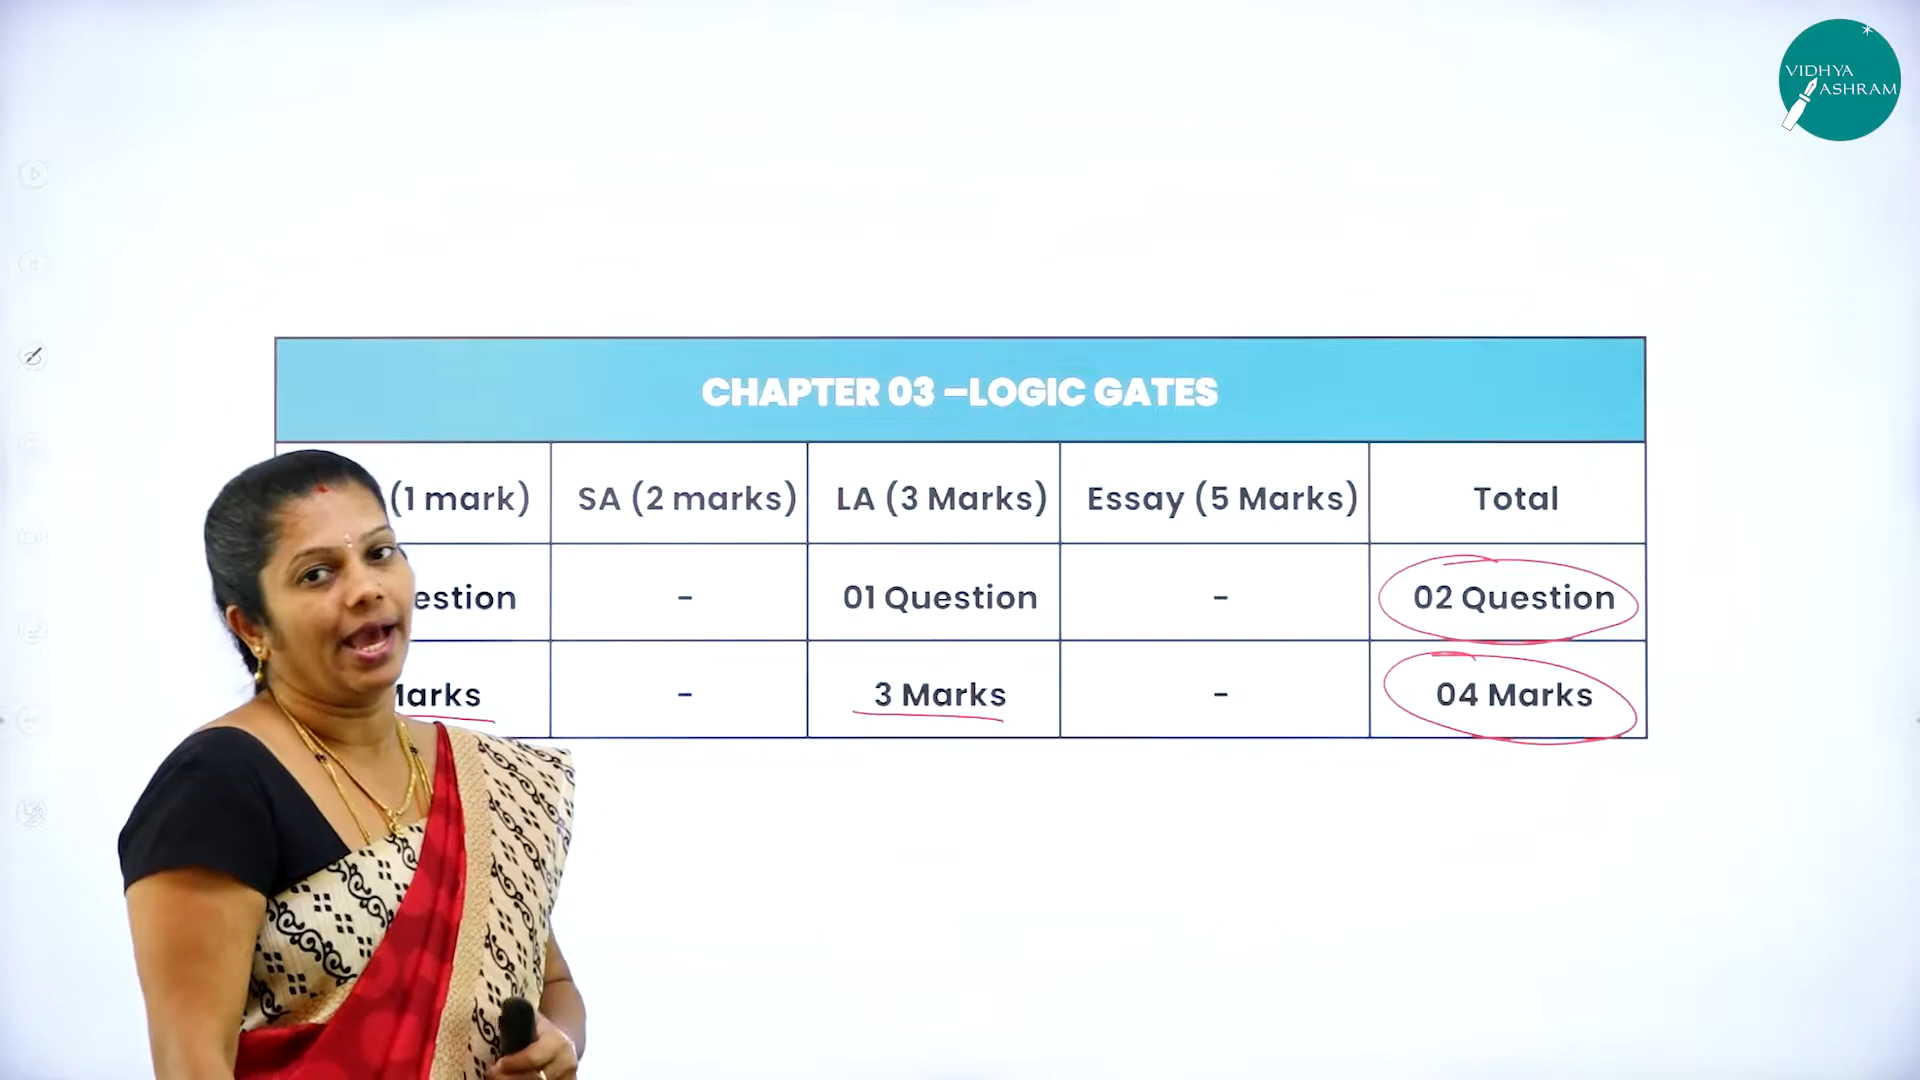 VIDHYA
ASHRAM
CHAPTER 03 –LOGIC GATES
(1 mark) SA (2 marks) LA (3 Marks) Essay (5 Marks) Total
estion - 01 Question - 02 Question
Marks - 3 Marks - 04 Marks